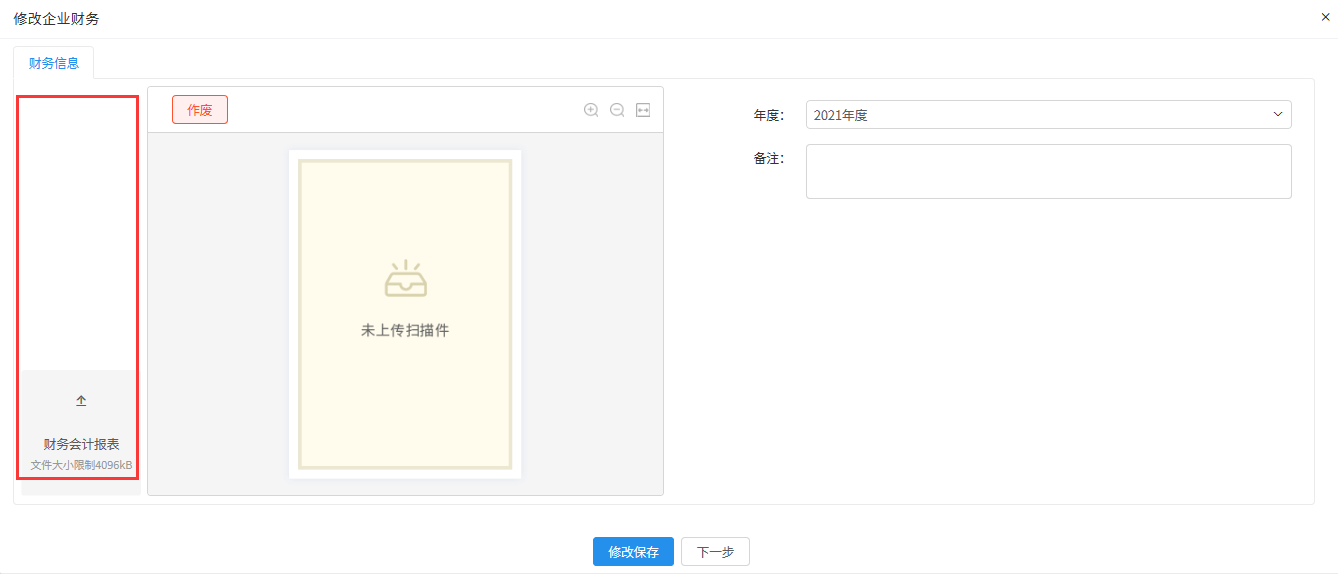 修改企业财务
财务信息
作废
未上传扫描件
财务会计报表
文件大小限制4096kB
年度：
2021年度
备注：
修改保存
下一步